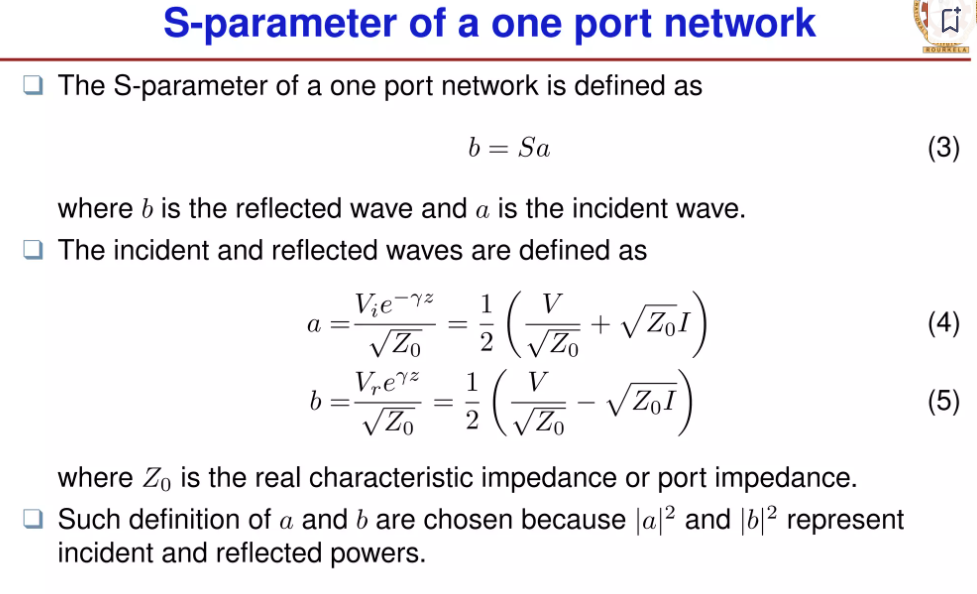 S-parameter of a one port network
ROURKELA
❑ The S-parameter of a one port network is defined as
b = Sa (3)
where b is the reflected wave and a is the incident wave.
❑ The incident and reflected waves are defined as
a = \frac{V_i e^{-\gamma z}}{\sqrt{Z_0}} = \frac{1}{2} \left( \frac{V}{\sqrt{Z_0}} + \sqrt{Z_0} I \right) (4)
b = \frac{V_r e^{\gamma z}}{\sqrt{Z_0}} = \frac{1}{2} \left( \frac{V}{\sqrt{Z_0}} - \sqrt{Z_0 I} \right) (5)
where Z_0 is the real characteristic impedance or port impedance.
❑ Such definition of a and b are chosen because |a|^2 and |b|^2 represent
incident and reflected powers.